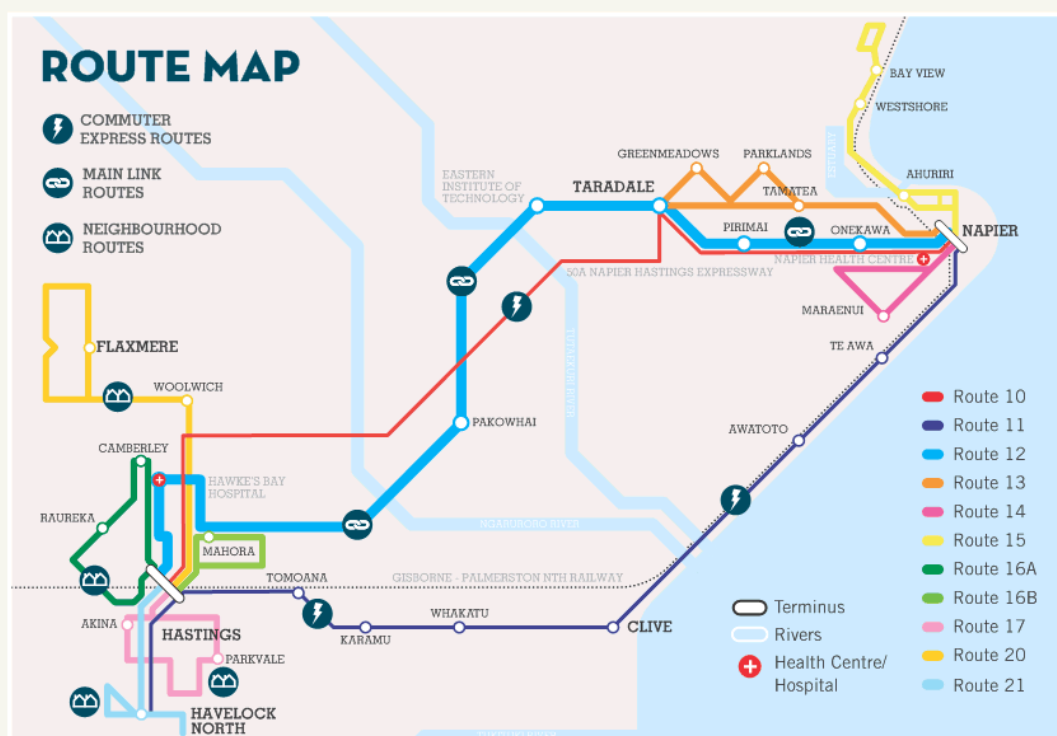 ROUTE MAP
COMMUTER
EXPRESS ROUTES
MAIN LINK
ROUTES
NEIGHBOURHOOD
ROUTES
BAY VIEW
WESTSHORE
ESTUARY
AHURIRI
GREENMEADOWS
PARKLANDS
EASTERN
INSTITUTE OF
TECHNOLOGY
TARADALE
TAMATEA
PIRIMAI
ONEKAWA
NAPIER
NAPIER HEALTH CENTRE
50A NAPIER HASTINGS EXPRESSWAY
MARAENUI
TE AWA
TUTAEKURI RIVER
FLAXMERE
WOOLWICH
PAKOWHAI
AWATOTO
CAMBERLEY
HAWKE'S BAY
HOSPITAL
RAUREKA
NGARURORO RIVER
MAHORA
TOMOANA
GISBORNE - PALMERSTON NTH RAILWAY
AKINA
HASTINGS
KARAMU
WHAKATU
CLIVE
PARKVALE
HAVELOCK
NORTH
Route 10
Route 11
Route 12
Route 13
Route 14
Route 15
Route 16A
Route 16B
Route 17
Route 20
Route 21
Terminus
Rivers
Health Centre/
Hospital